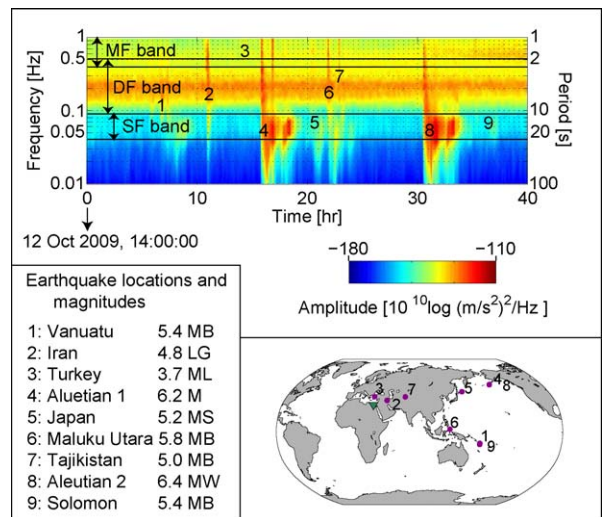 1
0.5
0.1
0.05
0.01
Frequency [Hz]
MF band
DF band
SF band
3
7
2
6
1
4
5
8
9
1
2
10
20
100
Period [s]
0
10
20
30
40
Time [hr]
12 Oct 2009, 14:00:00
−180
−110
Amplitude [10 ¹⁰log (m/s²)²/Hz ]
Earthquake locations and
magnitudes
1: Vanuatu 5.4 MB
2: Iran 4.8 LG
3: Turkey 3.7 ML
4: Aluetian 1 6.2 M
5: Japan 5.2 MS
6: Maluku Utara 5.8 MB
7: Tajikistan 5.0 MB
8: Aleutian 2 6.4 MW
9: Solomon 5.4 MB
3
7
2
5
4
8
6
1
9